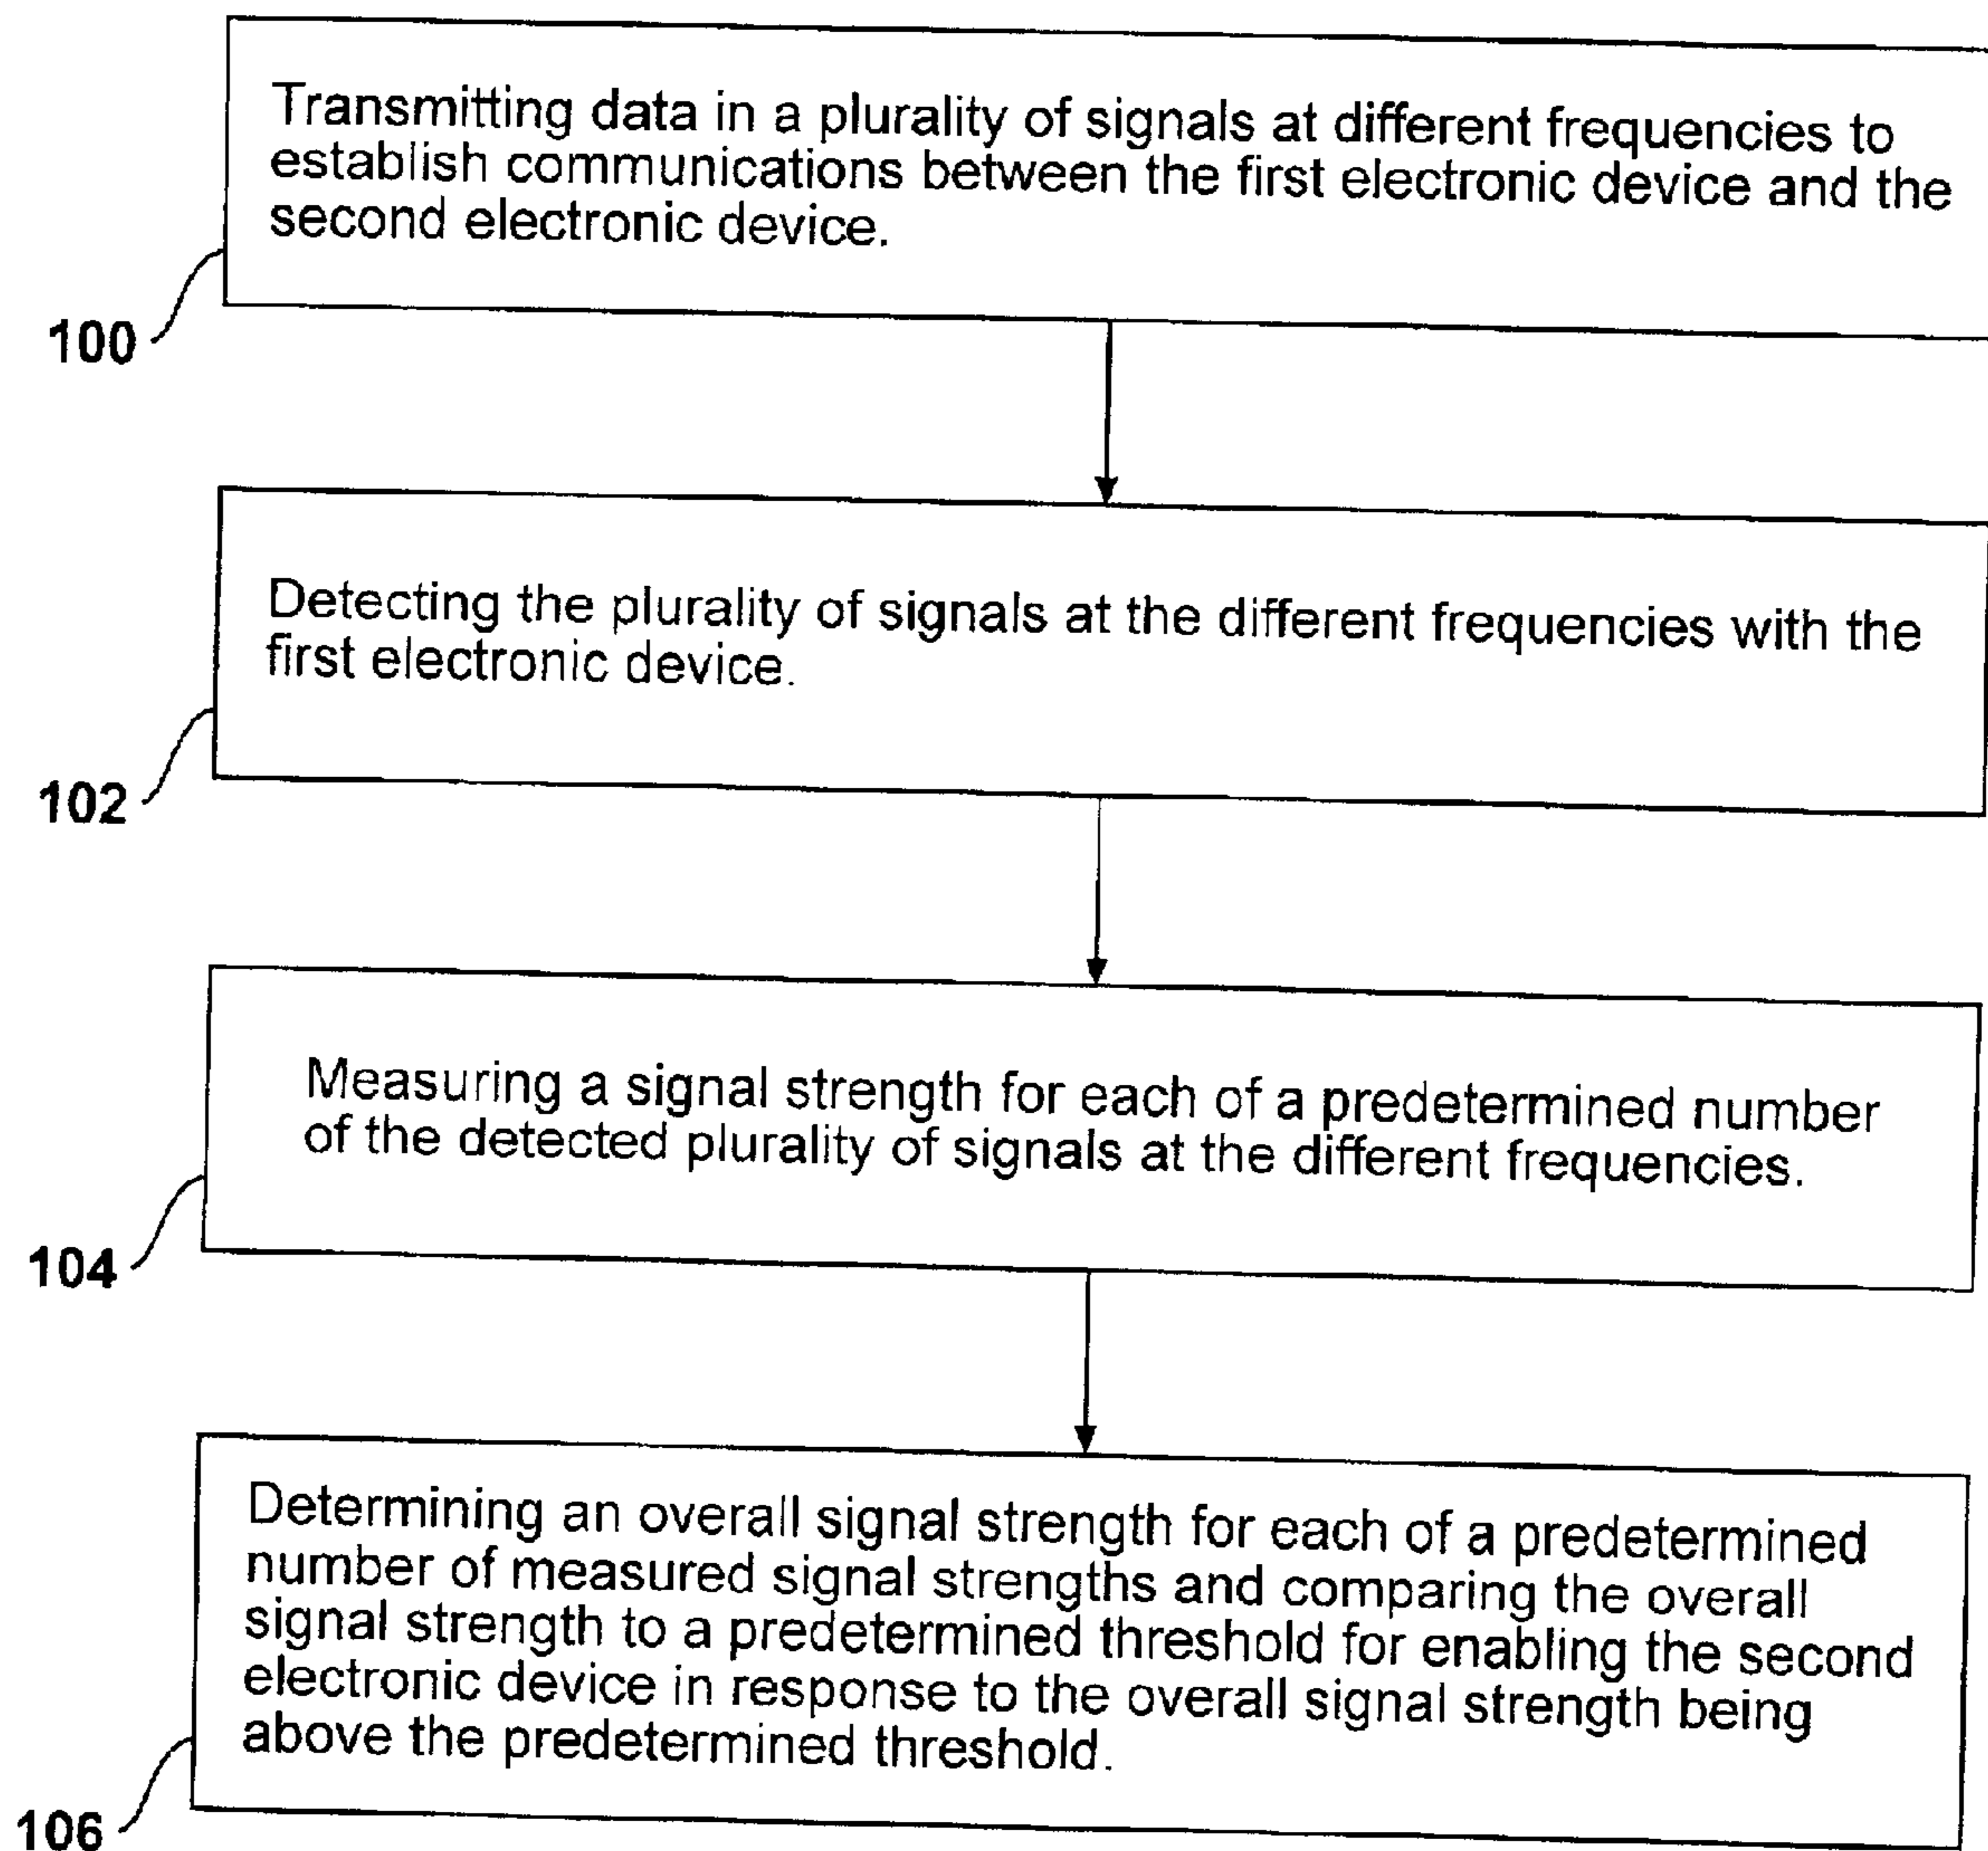 Transmitting data in a plurality of signals at different frequencies to
establish communications between the first electronic device and the
second electronic device.
100
Detecting the plurality of signals at the different frequencies with the
first electronic device.
102
Measuring a signal strength for each of a predetermined number
of the detected plurality of signals at the different frequencies.
104
Determining an overall signal strength for each of a predetermined
number of measured signal strengths and comparing the overall
signal strength to a predetermined threshold for enabling the second
electronic device in response to the overall signal strength being
above the predetermined threshold.
106